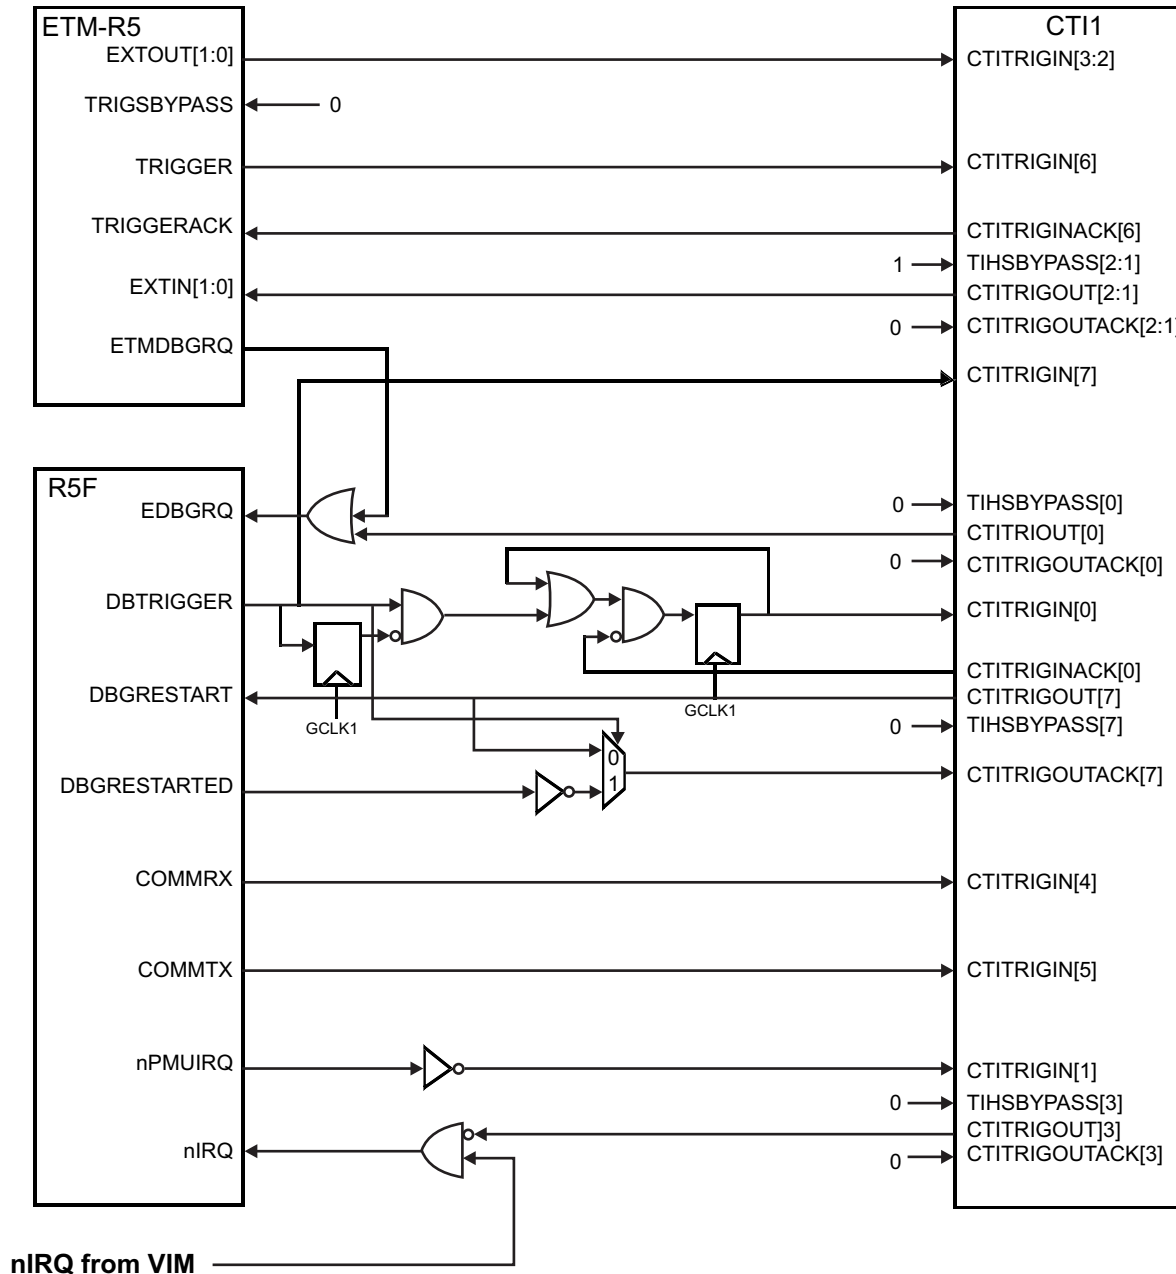 ETM-R5
EXTOUT[1:0]
TRIGSBYPASS
0
TRIGGER
TRIGGERACK
EXTIN[1:0]
ETMDBGRQ
CTI1
CTITRIGIN[3:2]
CTITRIGIN[6]
CTITRIGINACK[6]
1
TIHSBYPASS[2:1]
CTITRIGOUT[2:1]
0
CTITRIGOUTACK[2:1]
CTITRIGIN[7]
R5F
EDBGRQ
DBTRIGGER
DBGRESTART
DBGRESTARTED
COMMRX
COMMTX
nPMUIRQ
nIRQ
GCLK1
GCLK1
0
1
0
TIHSBYPASS[0]
CTITRIOUT[0]
0
CTITRIGOUTACK[0]
CTITRIGIN[0]
CTITRIGINACK[0]
CTITRIGOUT[7]
0
TIHSBYPASS[7]
CTITRIGOUTACK[7]
CTITRIGIN[4]
CTITRIGIN[5]
CTITRIGIN[1]
0
TIHSBYPASS[3]
CTITRIGOUT]3]
0
CTITRIGOUTACK[3]
nIRQ from VIM